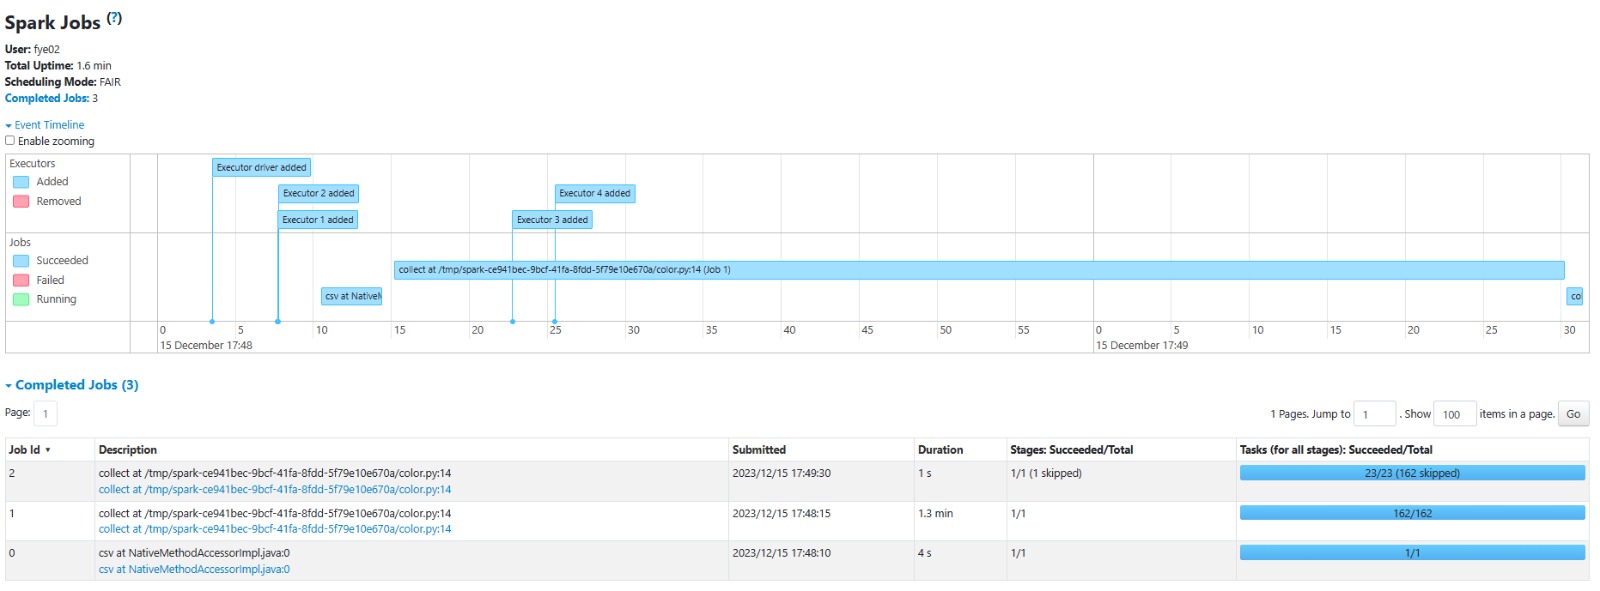 Spark Jobs (?)
User: fye02
Total Uptime: 1.6 min
Scheduling Mode: FAIR
Completed Jobs: 3
Event Timeline
Enable zooming
Executors
Added
Removed
Executor driver added
Executor 2 added
Executor 4 added
Executor 1 added
Executor 3 added
Jobs
Succeeded
Failed
Running
collect at /tmp/spark-ce941bec-9bcf-41fa-8fdd-5f79e10e670a/color.py:14 (Job 1)
csv at Native
co
0 5 10 15 20 25 30 35 40 45 50 55 0 5 10 15 20 25 30
15 December 17:48 15 December 17:49
Completed Jobs (3)
Page: 1 1 Pages. Jump to 1 . Show 100 items in a page. Go
Job Id ▾ Description Submitted Duration Stages: Succeeded/Total Tasks (for all stages): Succeeded/Total
2 collect at /tmp/spark-ce941bec-9bcf-41fa-8fdd-5f79e10e670a/color.py:14 2023/12/15 17:49:30 1 s 1/1 (1 skipped) 23/23 (162 skipped)
collect at /tmp/spark-ce941bec-9bcf-41fa-8fdd-5f79e10e670a/color.py:14
1 collect at /tmp/spark-ce941bec-9bcf-41fa-8fdd-5f79e10e670a/color.py:14 2023/12/15 17:48:15 1.3 min 1/1 162/162
collect at /tmp/spark-ce941bec-9bcf-41fa-8fdd-5f79e10e670a/color.py:14
0 csv at NativeMethodAccessorImpl.java:0 2023/12/15 17:48:10 4 s 1/1 1/1
csv at NativeMethodAccessorImpl.java:0